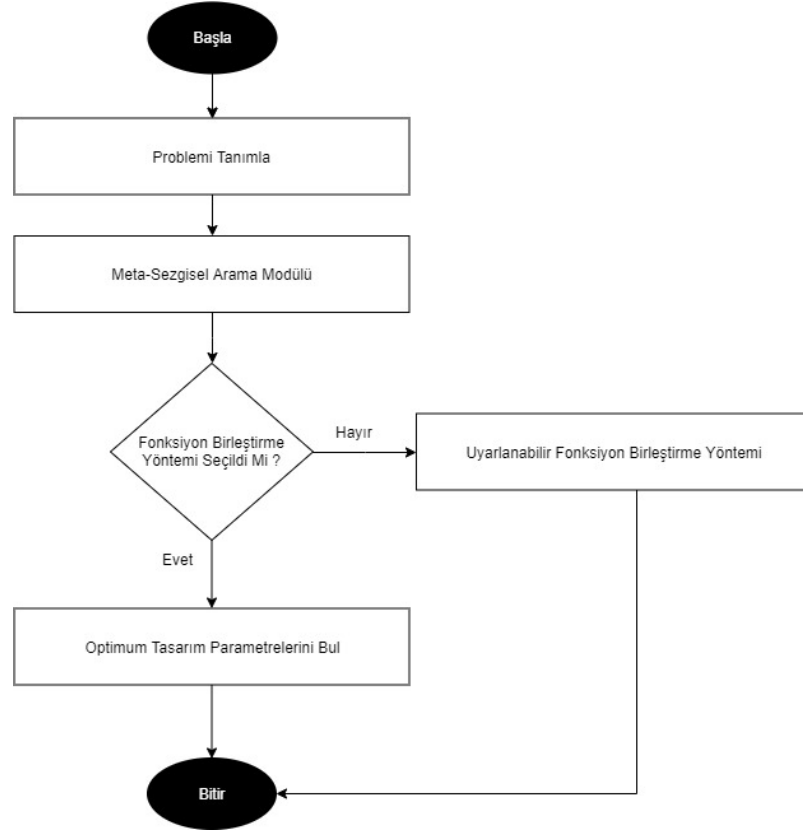 Başla
Problemi Tanımla
Meta-Sezgisel Arama Modülü
Fonksiyon Birleştirme
Yöntemi Seçildi Mi ?
Hayır
Uyarlanabilir Fonksiyon Birleştirme Yöntemi
Evet
Optimum Tasarım Parametrelerini Bul
Bitir